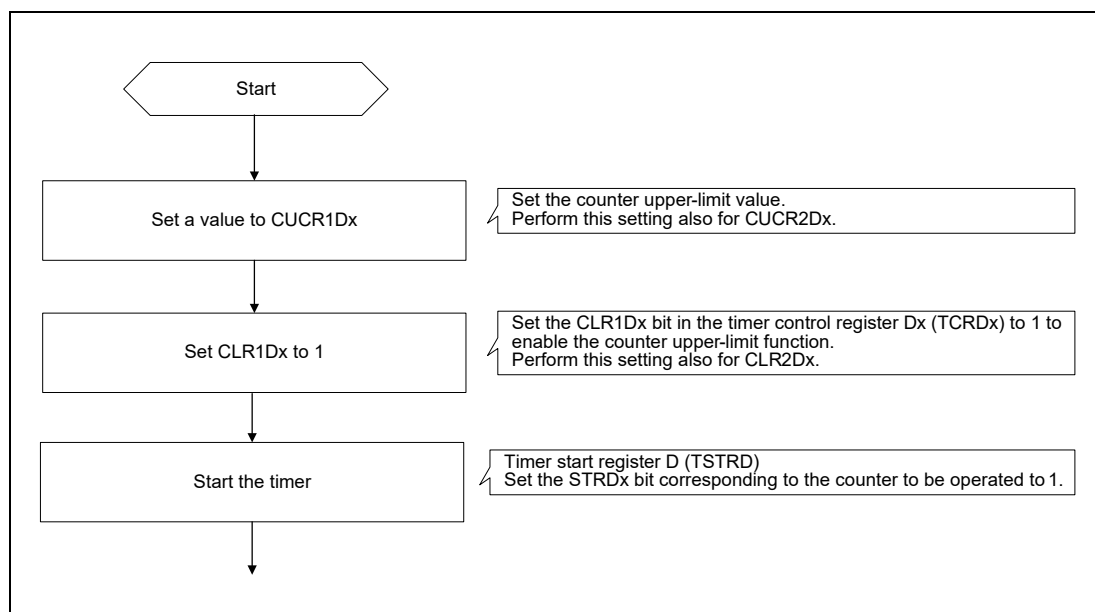 Start
Set a value to CUCR1Dx
Set the counter upper-limit value.
Perform this setting also for CUCR2Dx.
Set CLR1Dx to 1
Set the CLR1Dx bit in the timer control register Dx (TCRDx) to 1 to
enable the counter upper-limit function.
Perform this setting also for CLR2Dx.
Start the timer
Timer start register D (TSTRD)
Set the STRDx bit corresponding to the counter to be operated to 1.